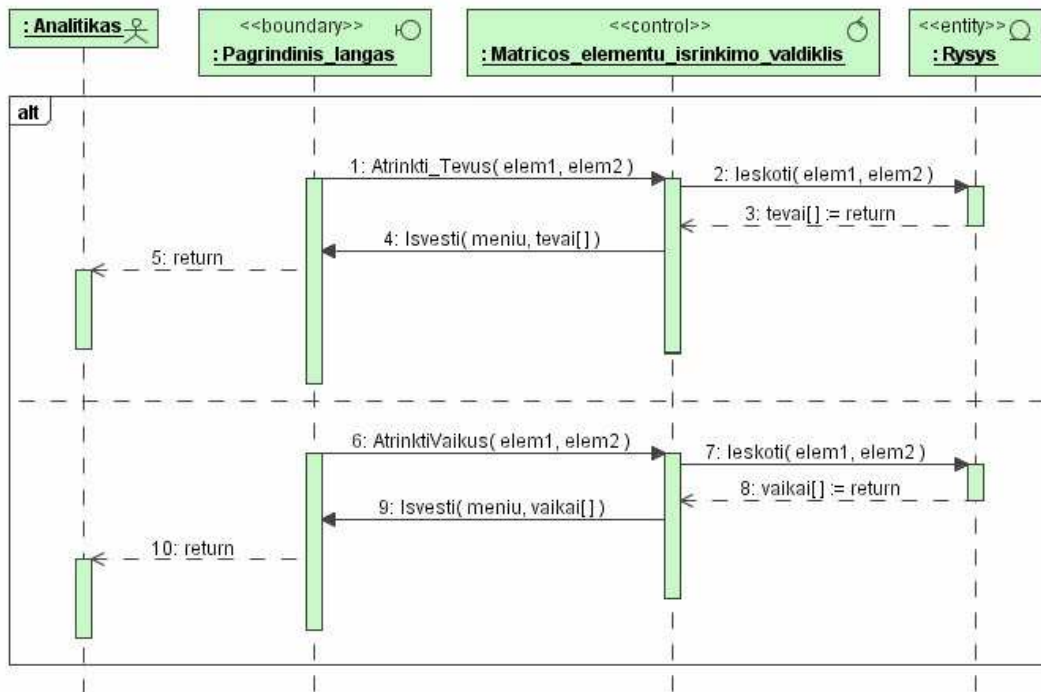 : Analitikas
<<boundary>>
: Pagrindinis_langas
<<control>>
: Matricos_elementu_isrinkimo_valdiklis
<<entity>>
: Rysys
alt
1: Atrinkti_Tevus( elem1, elem2 )
2: Ieskoti( elem1, elem2 )
3: tevai[ ] := return
4: Isvesti( meniu, tevai[ ] )
5: return
6: AtrinktiVaikus( elem1, elem2 )
7: Ieskoti( elem1, elem2 )
8: vaikai[ ] := return
9: Isvesti( meniu, vaikai[ ] )
10: return